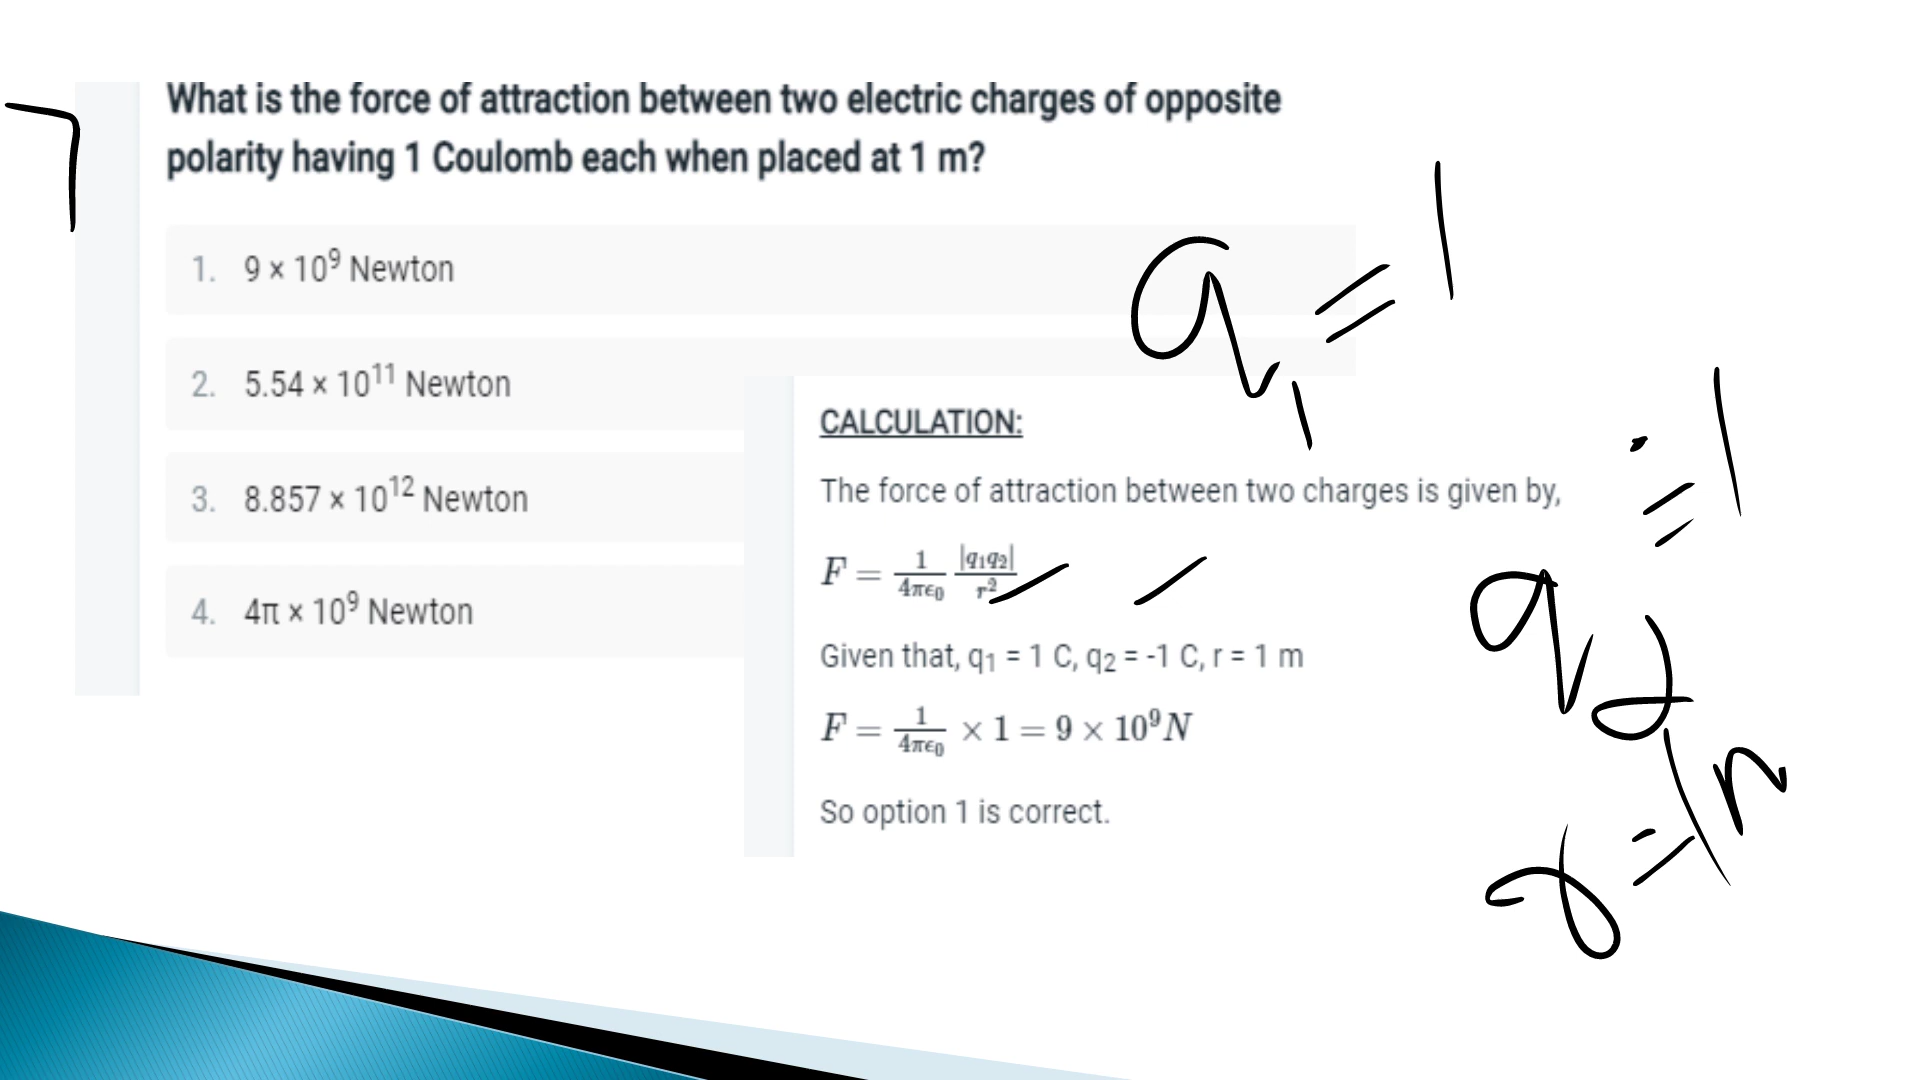 7
What is the force of attraction between two electric charges of opposite
polarity having 1 Coulomb each when placed at 1 m?
1. 9 × 10⁹ Newton
2. 5.54 × 10¹¹ Newton
3. 8.857 × 10¹² Newton
4. 4π × 10⁹ Newton
q₁ = 1
CALCULATION:
The force of attraction between two charges is given by,
F = 1/4πϵ₀ |q₁q₂|/r²
Given that, q₁ = 1 C, q₂ = -1 C, r = 1 m
F = 1/4πϵ₀ × 1 = 9 × 10⁹ N
So option 1 is correct.
q₂ = 1